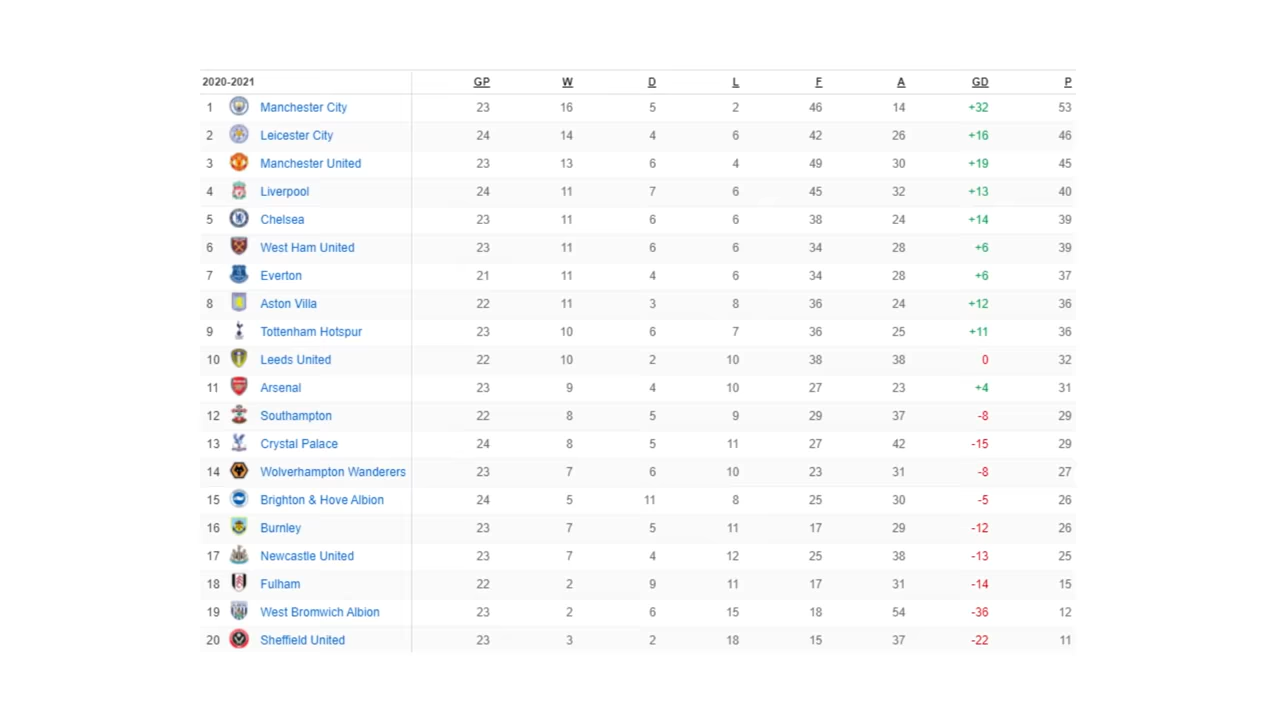 2020-2021 GP W D L F A GD P
1 Manchester City 23 16 5 2 46 14 +32 53
2 Leicester City 24 14 4 6 42 26 +16 46
3 Manchester United 23 13 6 4 49 30 +19 45
4 Liverpool 24 11 7 6 45 32 +13 40
5 Chelsea 23 11 6 6 38 24 +14 39
6 West Ham United 23 11 6 6 34 28 +6 39
7 Everton 21 11 4 6 34 28 +6 37
8 Aston Villa 22 11 3 8 36 24 +12 36
9 Tottenham Hotspur 23 10 6 7 36 25 +11 36
10 Leeds United 22 10 2 10 38 38 0 32
11 Arsenal 23 9 4 10 27 23 +4 31
12 Southampton 22 8 5 9 29 37 -8 29
13 Crystal Palace 24 8 5 11 27 42 -15 29
14 Wolverhampton Wanderers 23 7 6 10 23 31 -8 27
15 Brighton & Hove Albion 24 5 11 8 25 30 -5 26
16 Burnley 23 7 5 11 17 29 -12 26
17 Newcastle United 23 7 4 12 25 38 -13 25
18 Fulham 22 2 9 11 17 31 -14 15
19 West Bromwich Albion 23 2 6 15 18 54 -36 12
20 Sheffield United 23 3 2 18 15 37 -22 11